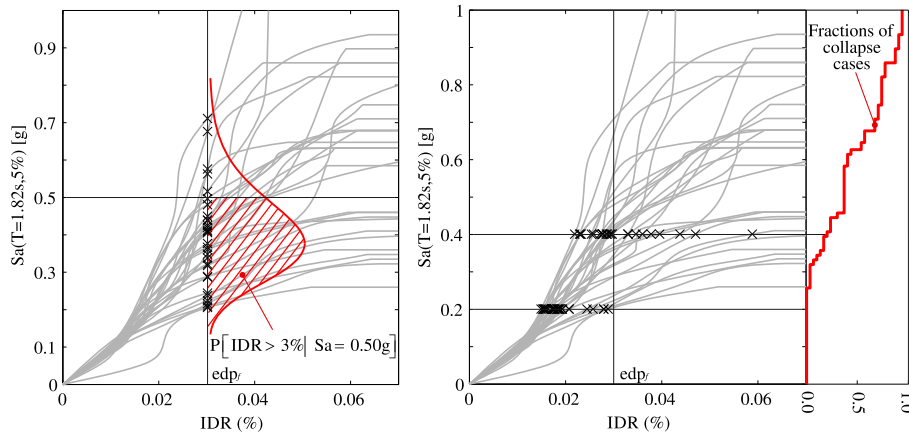 0.9
0.7
0.5
0.3
0.1
0
Sa(T=1.82s,5%) [g]
P[IDR> 3%| Sa= 0.50g]
edpf
0
0.02
0.04
0.06
IDR (%)
1
0.8
0.6
0.4
0.2
0
Sa(T=1.82s,5%) [g]
edpf
0
0.02
0.04
0.06
IDR (%)
Fractions of
collapse
cases
0.0
0.5
1.0